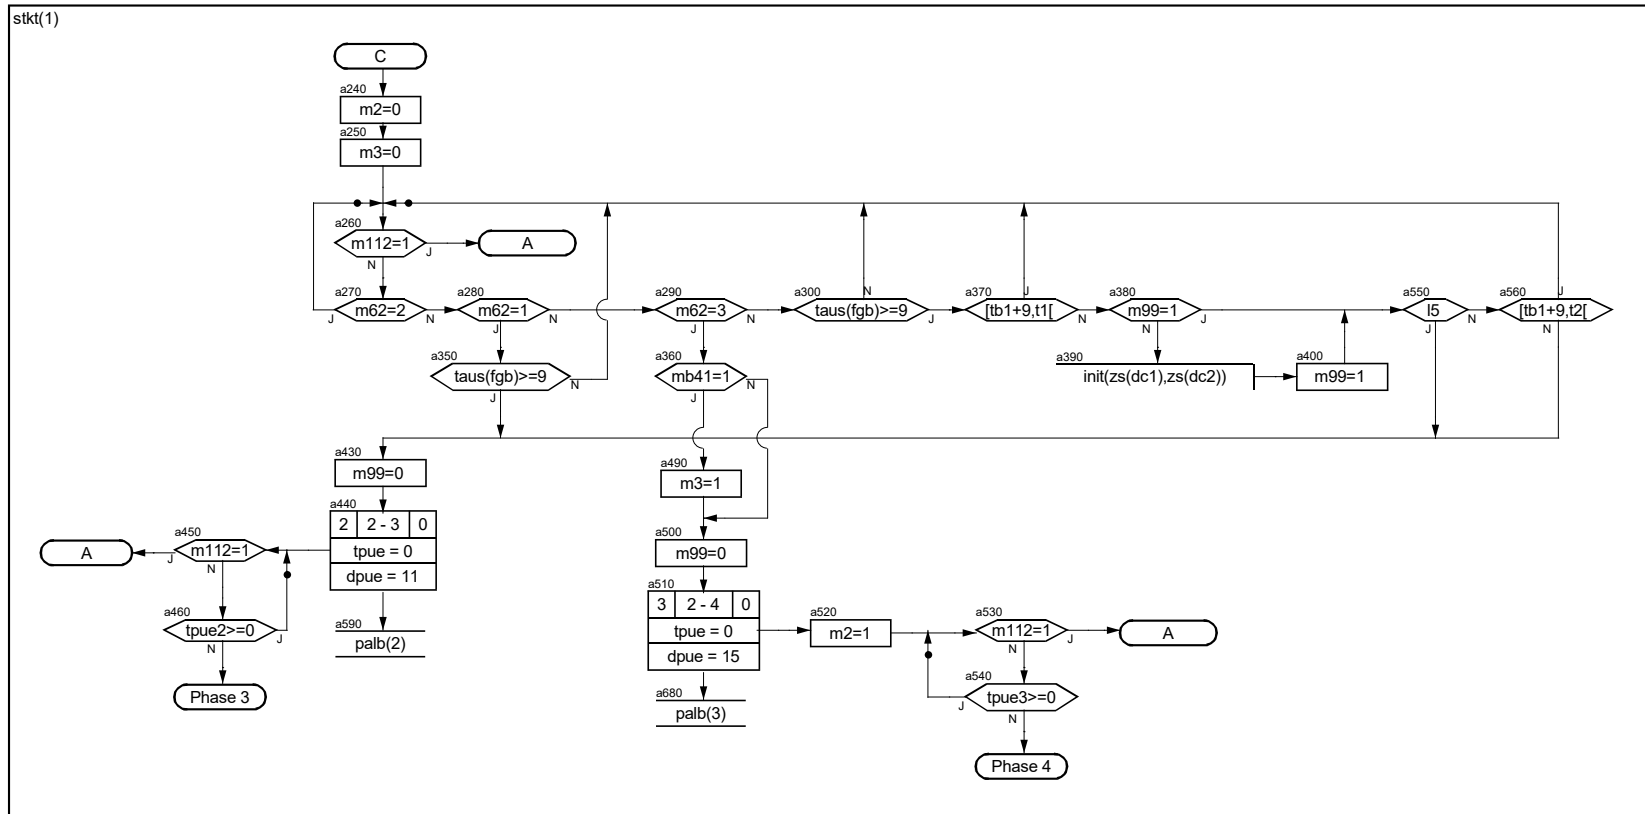 stkt(1)
C
a240
m2=0
a250
m3=0
a260
m112=1
J
N
A
a270
m62=2
J
N
a280
m62=1
J
N
a290
m62=3
J
N
a300
taus(fgb)>=9
N
J
a370
[tb1+9,t1[
J
N
a380
m99=1
J
N
a550
l5
J
N
a560
[tb1+9,t2[
J
N
a350
taus(fgb)>=9
J
N
a360
mb41=1
J
N
a390
init(zs(dc1),zs(dc2))
a400
m99=1
a430
m99=0
a440
2 2 - 3 0
tpue = 0
dpue = 11
a450
m112=1
J
N
A
a460
tpue2>=0
J
N
Phase 3
a590
palb(2)
a490
m3=1
a500
m99=0
a510
3 2 - 4 0
tpue = 0
dpue = 15
a520
m2=1
a530
m112=1
J
N
A
a540
tpue3>=0
J
N
Phase 4
a680
palb(3)